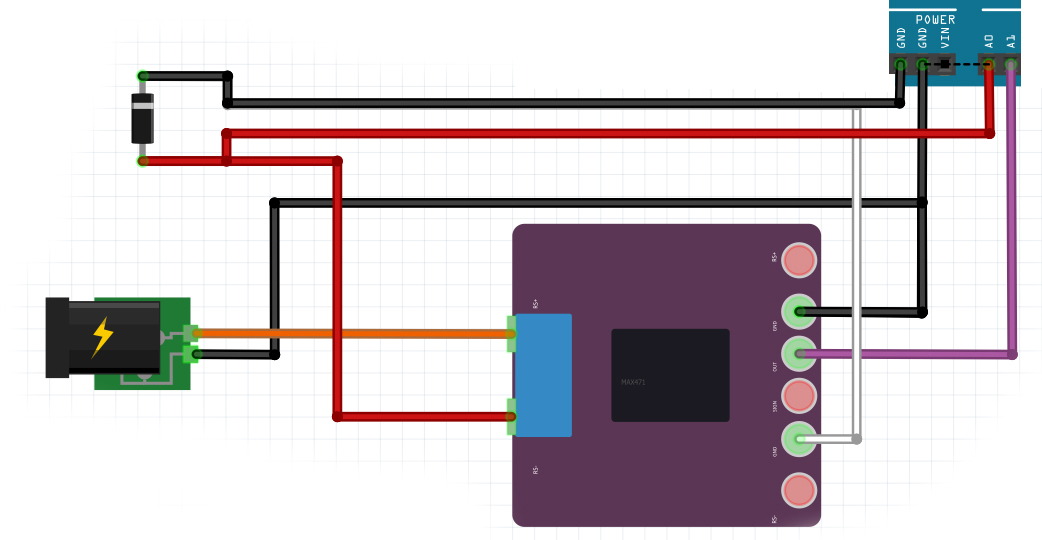 POWER
GND
GND
VIN
A0
A1
RS+
RS+
GND
OUT
MAX471
SIGN
GND
RS-
RS-